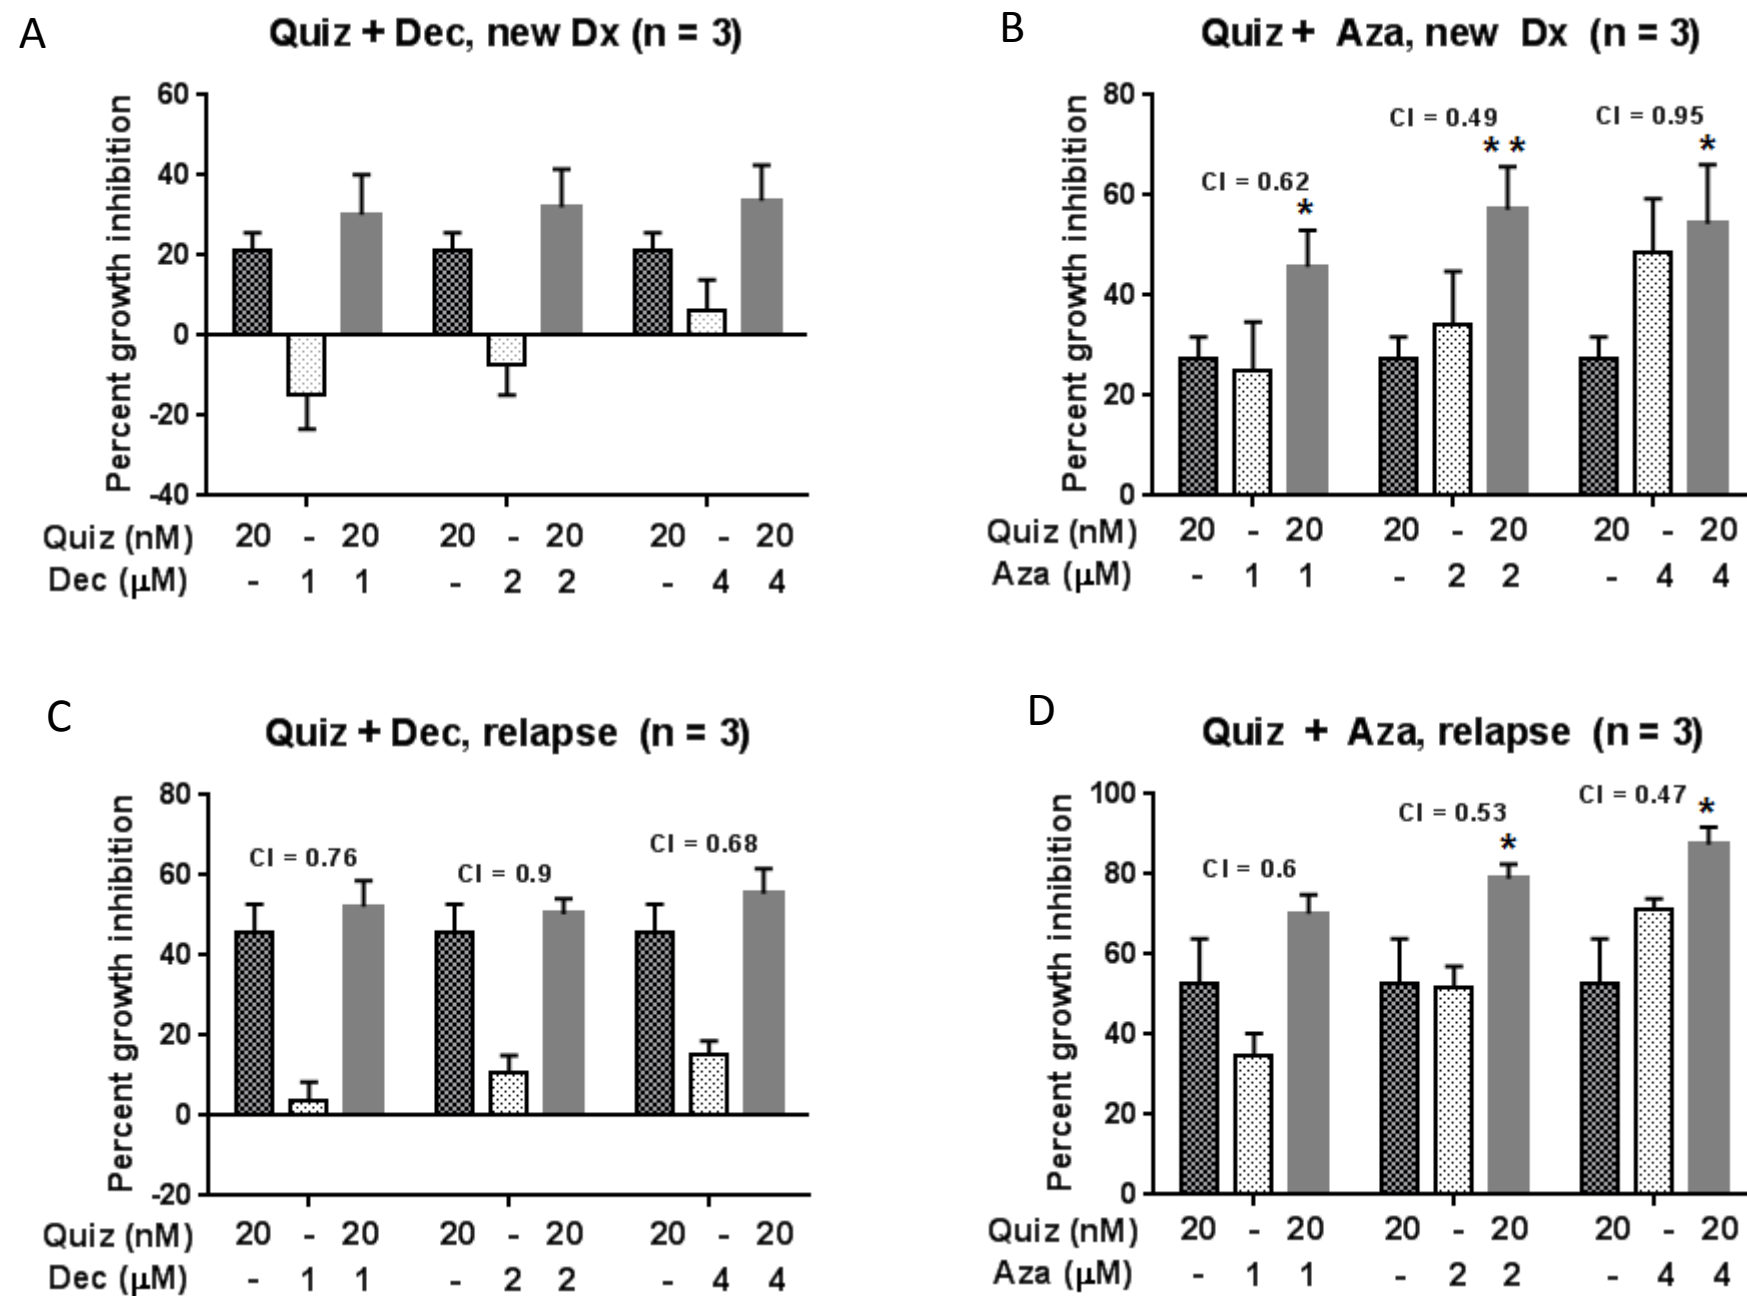 A
Quiz + Dec, new Dx (n = 3)
Percent growth inhibition
60
40
20
0
-20
-40
Quiz (nM) 20 - 20 20 - 20 20 - 20
Dec (µM) - 1 1 - 2 2 - 4 4
B
Quiz + Aza, new Dx (n = 3)
Percent growth inhibition
80
60
40
20
0
CI = 0.62
*
CI = 0.49
* *
CI = 0.95
*
Quiz (nM) 20 - 20 20 - 20 20 - 20
Aza (µM) - 1 1 - 2 2 - 4 4
C
Quiz + Dec, relapse (n = 3)
Percent growth inhibition
80
60
40
20
0
-20
CI = 0.76
CI = 0.9
CI = 0.68
Quiz (nM) 20 - 20 20 - 20 20 - 20
Dec (µM) - 1 1 - 2 2 - 4 4
D
Quiz + Aza, relapse (n = 3)
Percent growth inhibition
100
80
60
40
20
0
CI = 0.6
CI = 0.53
*
CI = 0.47
*
Quiz (nM) 20 - 20 20 - 20 20 - 20
Aza (µM) - 1 1 - 2 2 - 4 4